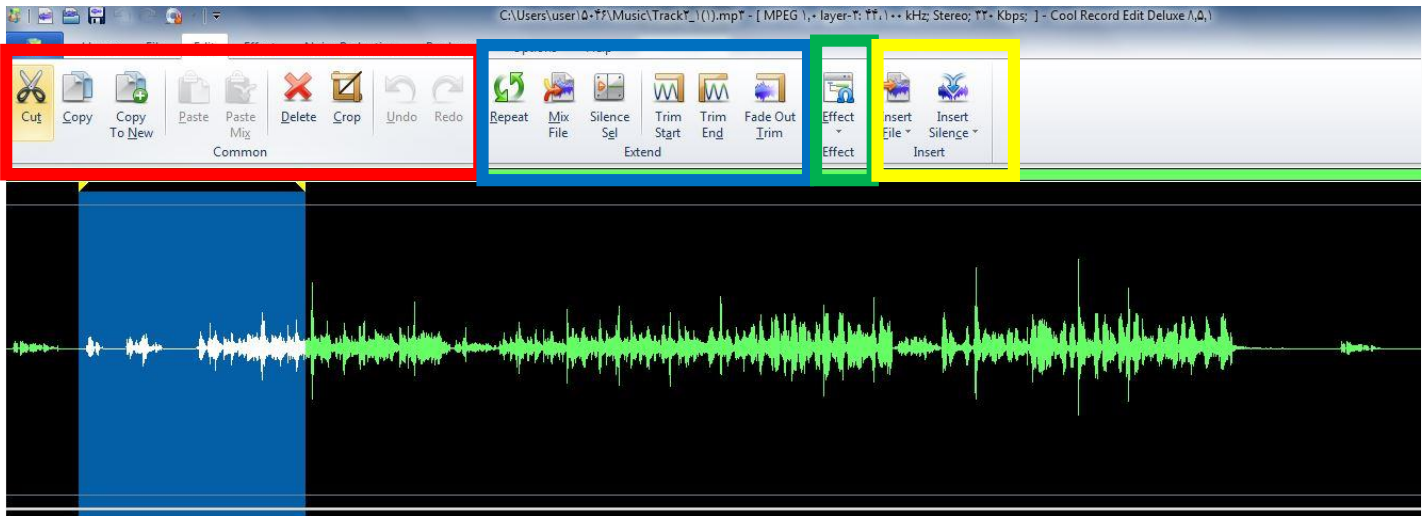 C:\Users\user۱۵۰۴۶\Music\Track۲_۱(۱).mp۳ - [ MPEG ۱,۰ layer-۳: ۴۴,۱۰۰ kHz; Stereo; ۳۲۰ Kbps; ] - Cool Record Edit Deluxe ۸,۵,۱
Cut Copy Copy To New Paste Paste Mix Delete Crop Undo Redo
Common
Repeat Mix File Silence Sel Trim Start Trim End Fade Out Trim
Extend
Effect
Effect
Insert File Insert Silence
Insert